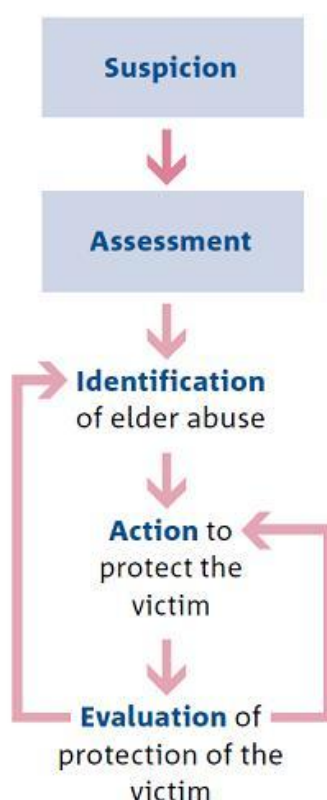 Suspicion
Assessment
Identification
of elder abuse
Action to
protect the
victim
Evaluation of
protection of the
victim